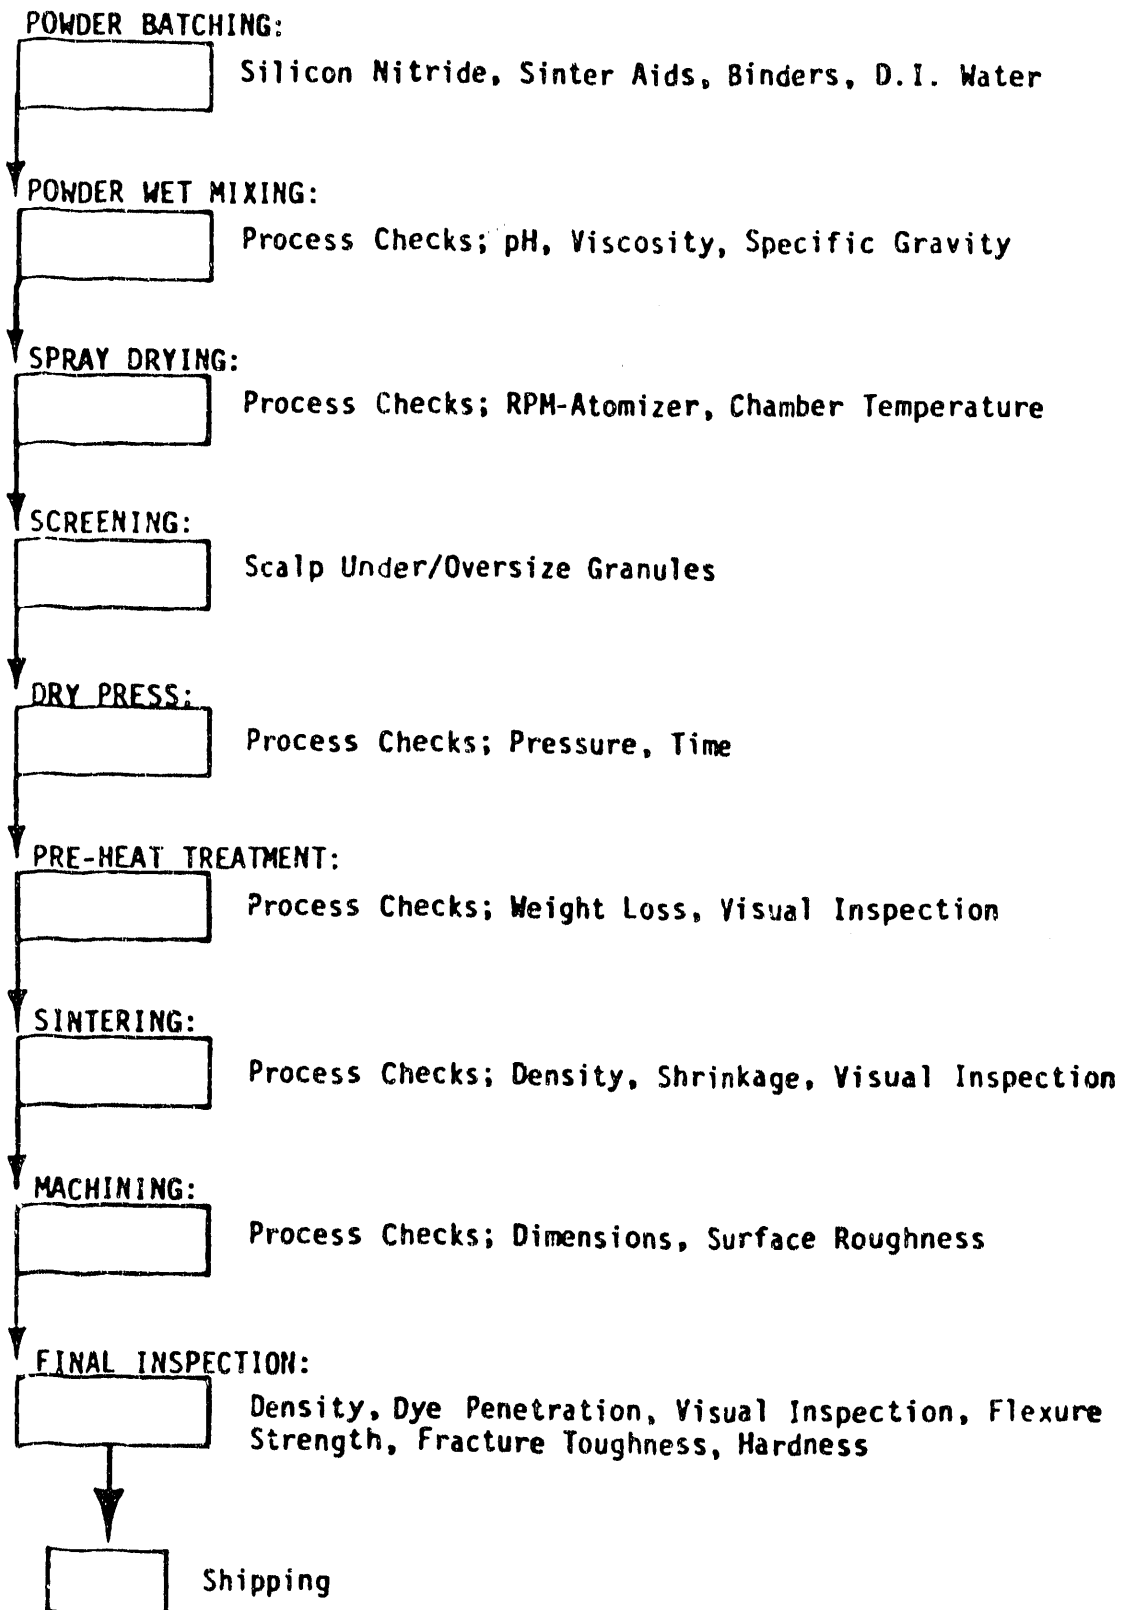 POWDER BATCHING:
Silicon Nitride, Sinter Aids, Binders, D.I. Water
POWDER WET MIXING:
Process Checks; pH, Viscosity, Specific Gravity
SPRAY DRYING:
Process Checks; RPM-Atomizer, Chamber Temperature
SCREENING:
Scalp Under/Oversize Granules
DRY PRESS:
Process Checks; Pressure, Time
PRE-HEAT TREATMENT:
Process Checks; Weight Loss, Visual Inspection
SINTERING:
Process Checks; Density, Shrinkage, Visual Inspection
MACHINING:
Process Checks; Dimensions, Surface Roughness
FINAL INSPECTION:
Density, Dye Penetration, Visual Inspection, Flexure
Strength, Fracture Toughness, Hardness
Shipping